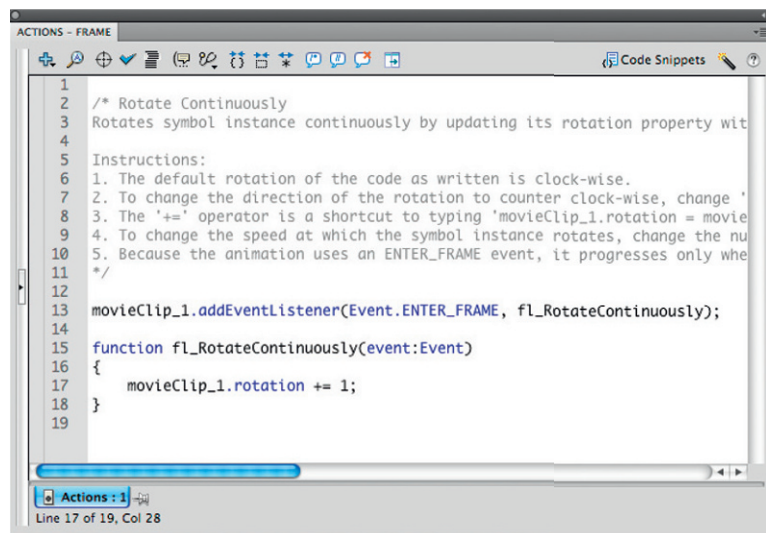 ACTIONS – FRAME
Code Snippets
1
2 /* Rotate Continuously
3 Rotates symbol instance continuously by updating its rotation property wit
4
5 Instructions:
6 1. The default rotation of the code as written is clock-wise.
7 2. To change the direction of the rotation to counter clock-wise, change '
8 3. The '+=' operator is a shortcut to typing 'movieClip_1.rotation = movie
9 4. To change the speed at which the symbol instance rotates, change the nu
10 5. Because the animation uses an ENTER_FRAME event, it progresses only whe
11 */
12
13 movieClip_1.addEventListener(Event.ENTER_FRAME, fl_RotateContinuously);
14
15 function fl_RotateContinuously(event:Event)
16 {
17 movieClip_1.rotation += 1;
18 }
19
Actions : 1
Line 17 of 19, Col 28